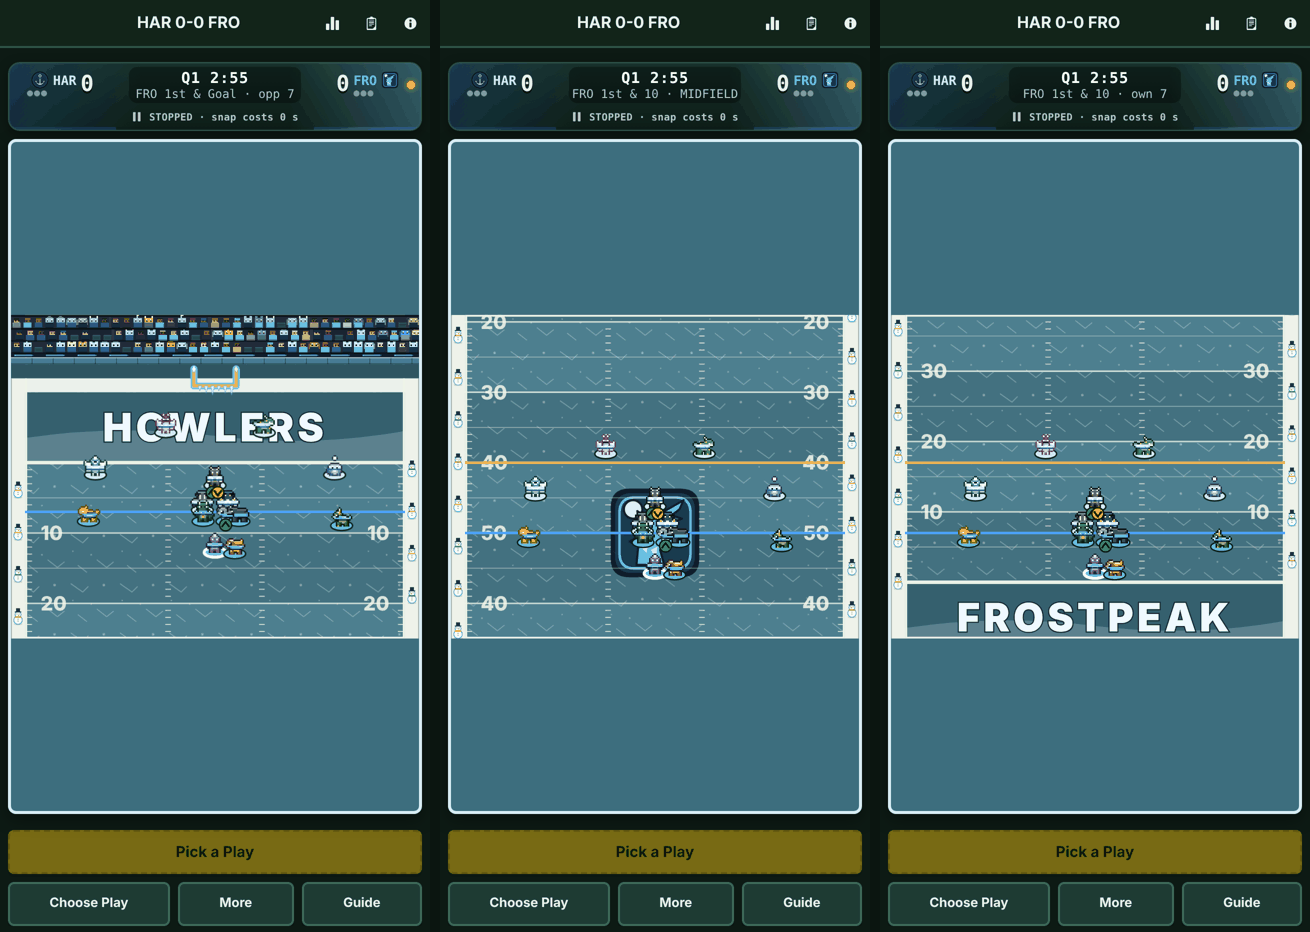 HAR 0-0 FRO
HAR 0
Q1 2:55
0 FRO
FRO 1st & Goal · opp 7
STOPPED · snap costs 0 s
HOWLERS
10 10
20 20
Pick a Play
Choose Play
More
Guide
HAR 0-0 FRO
HAR 0
Q1 2:55
0 FRO
FRO 1st & 10 · MIDFIELD
STOPPED · snap costs 0 s
20 20
30 30
40 40
50 50
40 40
Pick a Play
Choose Play
More
Guide
HAR 0-0 FRO
HAR 0
Q1 2:55
0 FRO
FRO 1st & 10 · own 7
STOPPED · snap costs 0 s
30 30
20 20
10 10
FROSTPEAK
Pick a Play
Choose Play
More
Guide